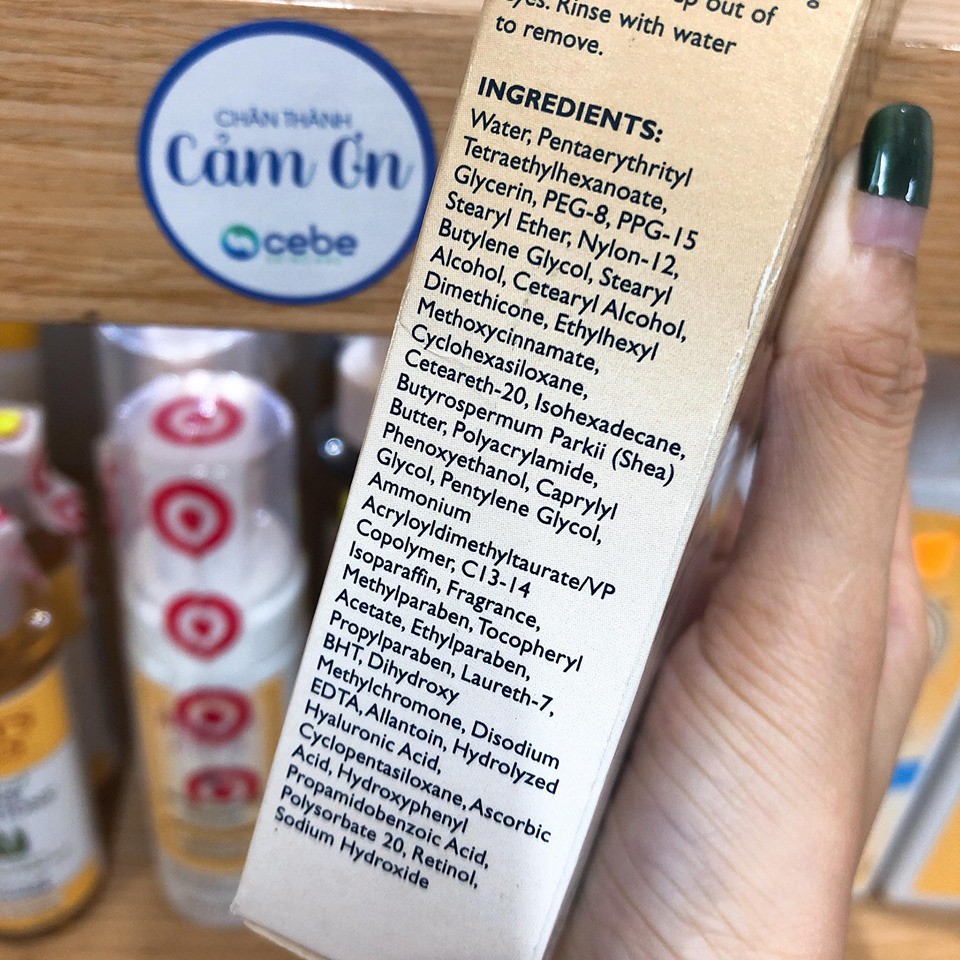 CHÂN THÀNH
Cảm Ơn
cebe
out of
eyes. Rinse with water
to remove.
INGREDIENTS:
Water, Pentaerythrityl
Tetraethylhexanoate,
Glycerin, PEG-8, PPG-15
Stearyl Ether, Nylon-12,
Butylene Glycol, Stearyl
Alcohol, Cetearyl Alcohol,
Dimethicone, Ethylhexyl
Methoxycinnamate,
Cyclohexasiloxane,
Ceteareth-20, Isohexadecane,
Butyrospermum Parkii (Shea)
Butter, Polyacrylamide,
Phenoxyethanol, Caprylyl
Glycol, Pentylene Glycol,
Ammonium
Acryloyldimethyltaurate/VP
Copolymer, C13-14
Isoparaffin, Fragrance,
Methylparaben, Tocopheryl
Acetate, Ethylparaben,
Propylparaben, Laureth-7,
BHT, Dihydroxy
Methylchromone, Disodium
EDTA, Allantoin, Hydrolyzed
Hyaluronic Acid,
Cyclopentasiloxane, Ascorbic
Acid, Hydroxyphenyl
Propamidobenzoic Acid,
Polysorbate 20, Retinol,
Sodium Hydroxide